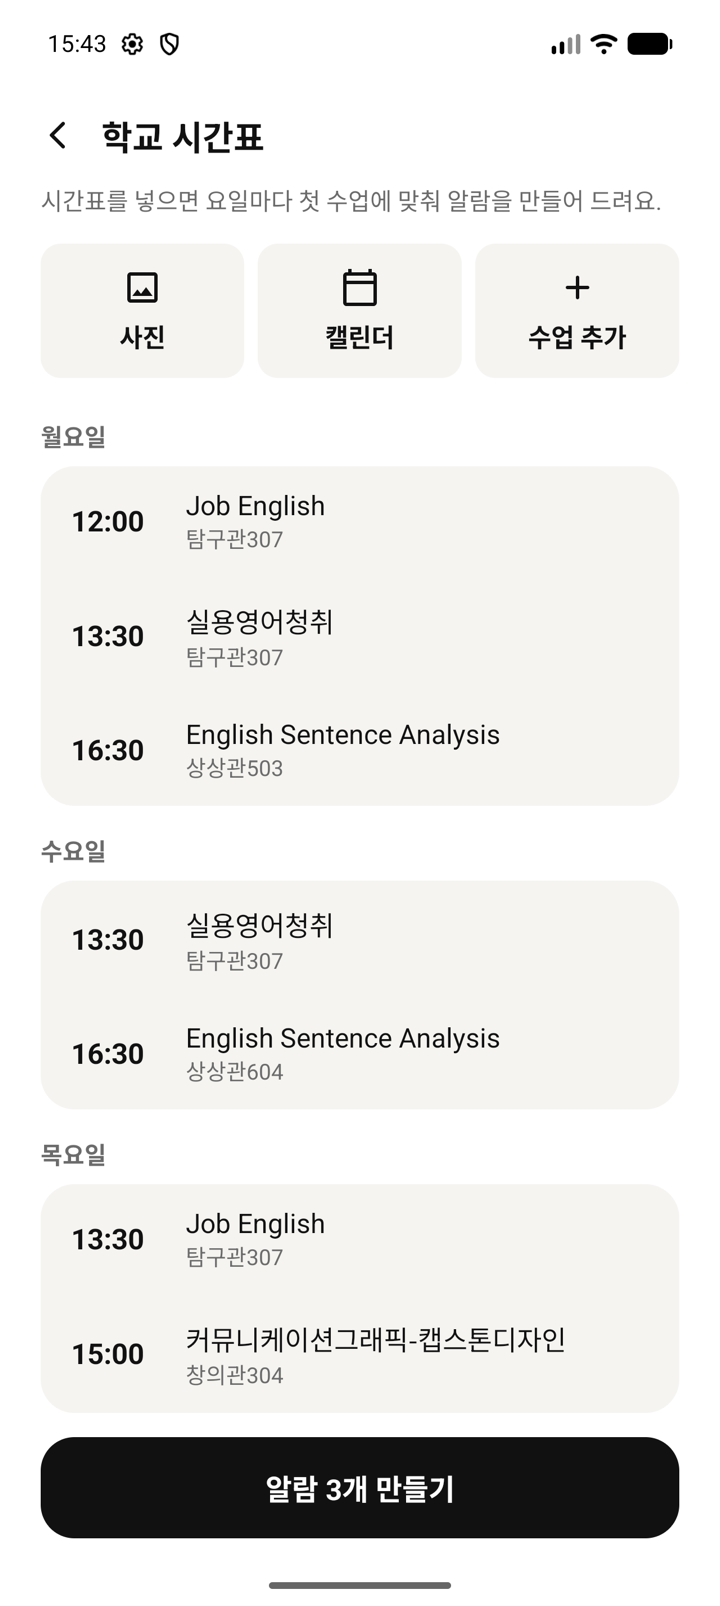 15:43
학교 시간표
시간표를 넣으면 요일마다 첫 수업에 맞춰 알람을 만들어 드려요.
사진
캘린더
수업 추가
월요일
12:00
Job English
탐구관307
13:30
실용영어청취
탐구관307
16:30
English Sentence Analysis
상상관503
수요일
13:30
실용영어청취
탐구관307
16:30
English Sentence Analysis
상상관604
목요일
13:30
Job English
탐구관307
15:00
커뮤니케이션그래픽-캡스톤디자인
창의관304
알람 3개 만들기